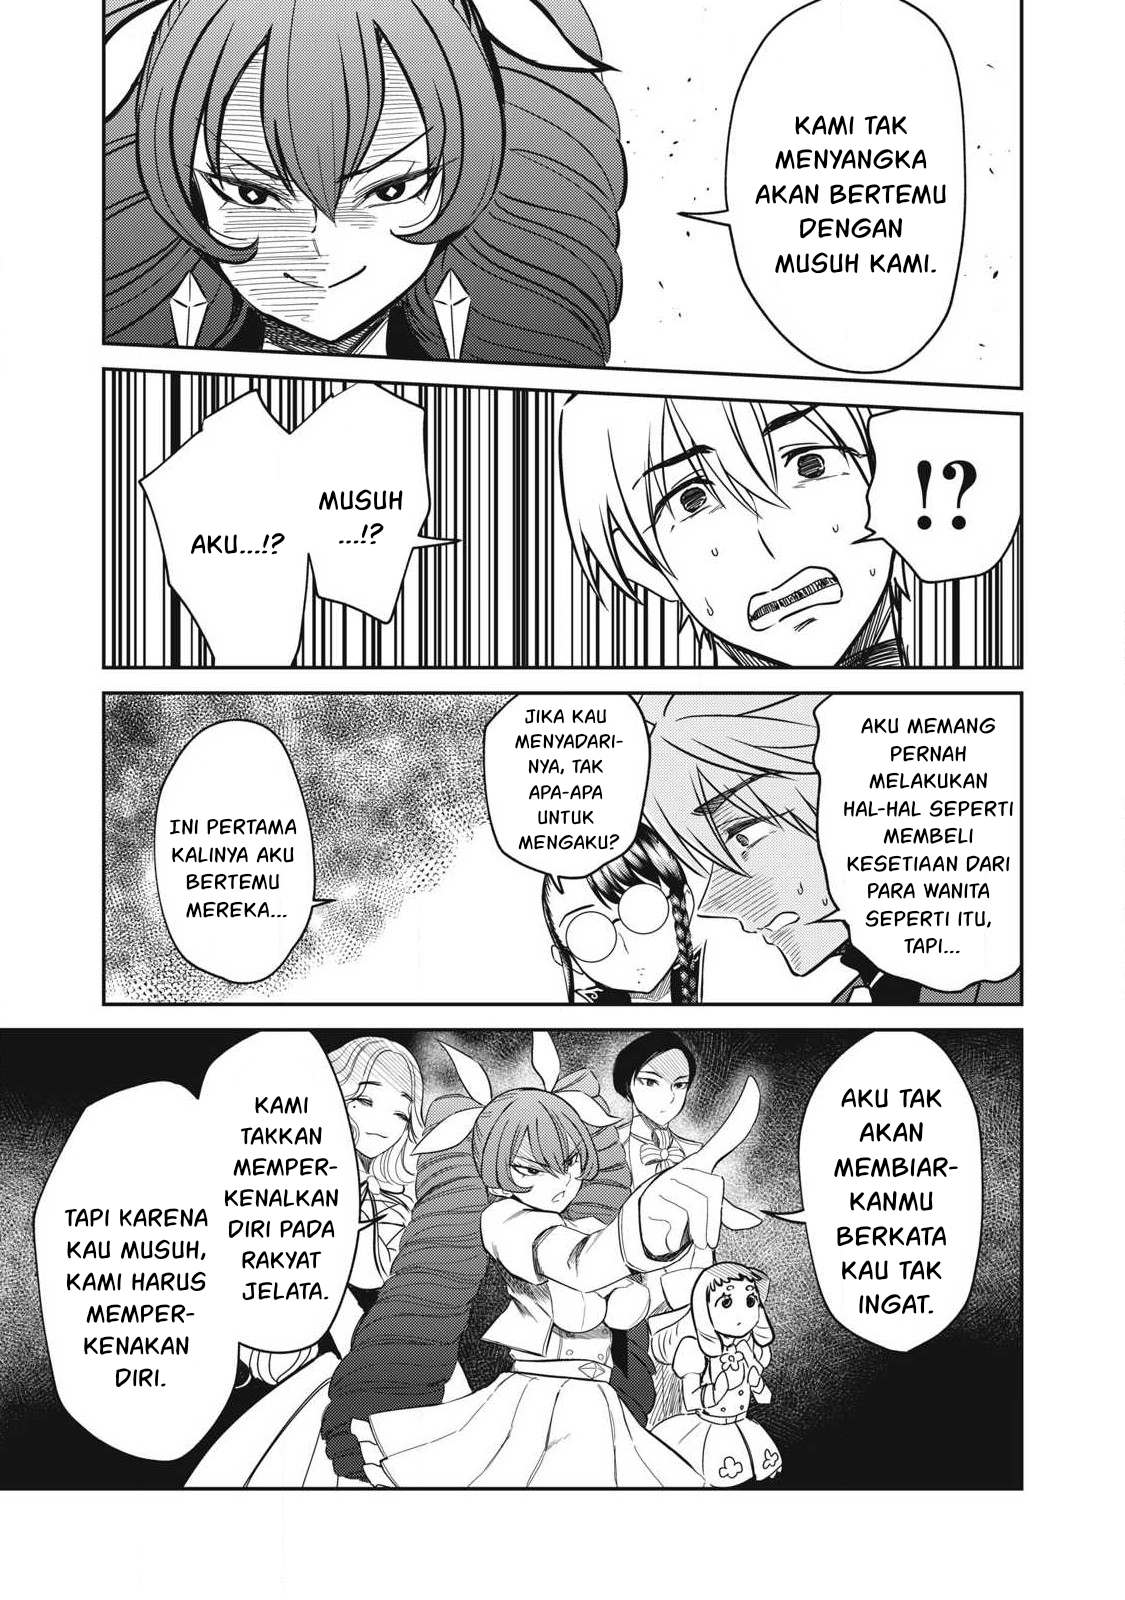 KAMI TAK
MENYANGKA
AKAN BERTEMU
DENGAN
MUSUH KAMI.
!?
MUSUH
...!?
AKU...!?
AKU MEMANG
PERNAH
MELAKUKAN
HAL-HAL SEPERTI
MEMBELI
KESETIAAN DARI
PARA WANITA
SEPERTI ITU,
TAPI...
JIKA KAU
MENYADARI-
NYA, TAK
APA-APA
UNTUK
MENGAKU?
INI PERTAMA
KALINYA AKU
BERTEMU
MEREKA...
AKU TAK
AKAN
MEMBIAR-
KANMU
BERKATA
KAU TAK
INGAT.
KAMI
TAKKAN
MEMPER-
KENALKAN
DIRI PADA
RAKYAT
JELATA.
TAPI KARENA
KAU MUSUH,
KAMI HARUS
MEMPER-
KENAKAN
DIRI.